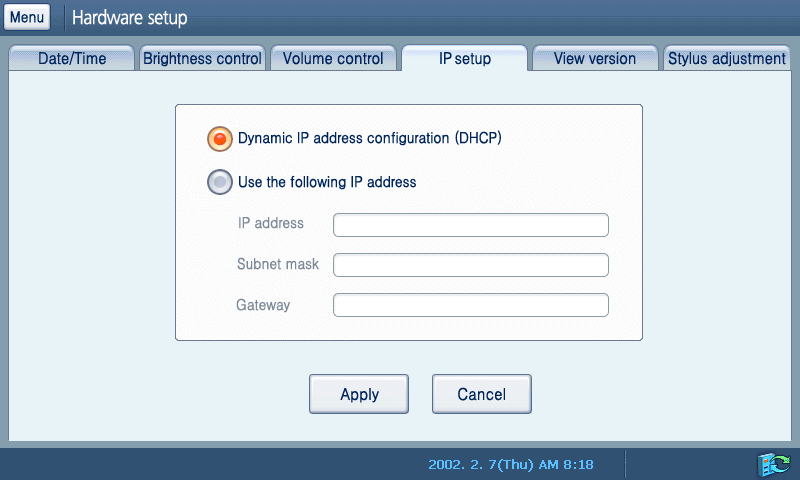 Menu Hardware setup
Date/Time Brightness control Volume control IP setup View version Stylus adjustment
Dynamic IP address configuration (DHCP)
Use the following IP address
IP address
Subnet mask
Gateway
Apply Cancel
2002. 2. 7(Thu) AM 8:18